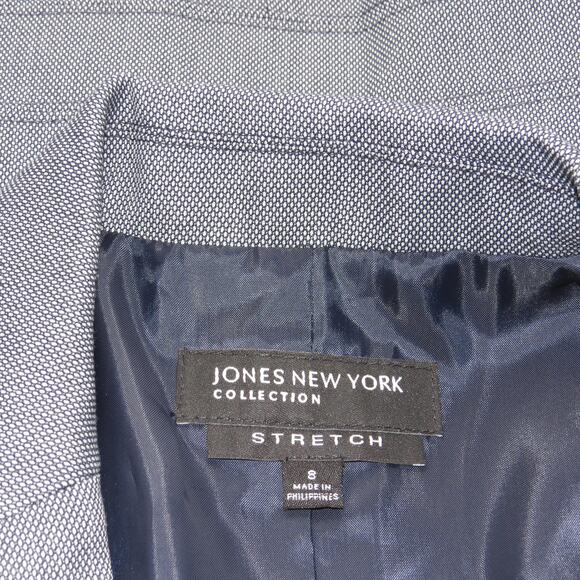 JONES NEW YORK
COLLECTION
STRETCH
8
MADE IN
PHILIPPINES